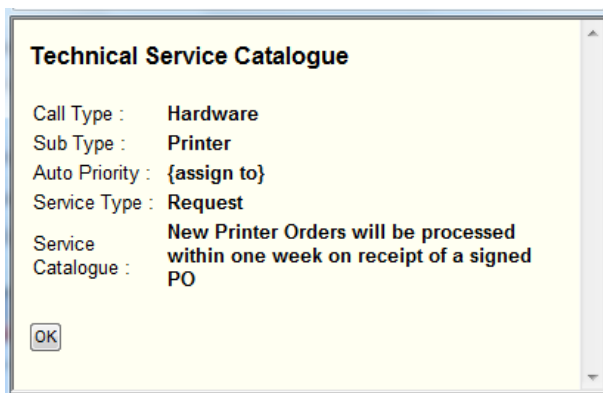 Technical Service Catalogue
Call Type : Hardware
Sub Type : Printer
Auto Priority : {assign to}
Service Type : Request
Service Catalogue : New Printer Orders will be processed
within one week on receipt of a signed
PO
OK